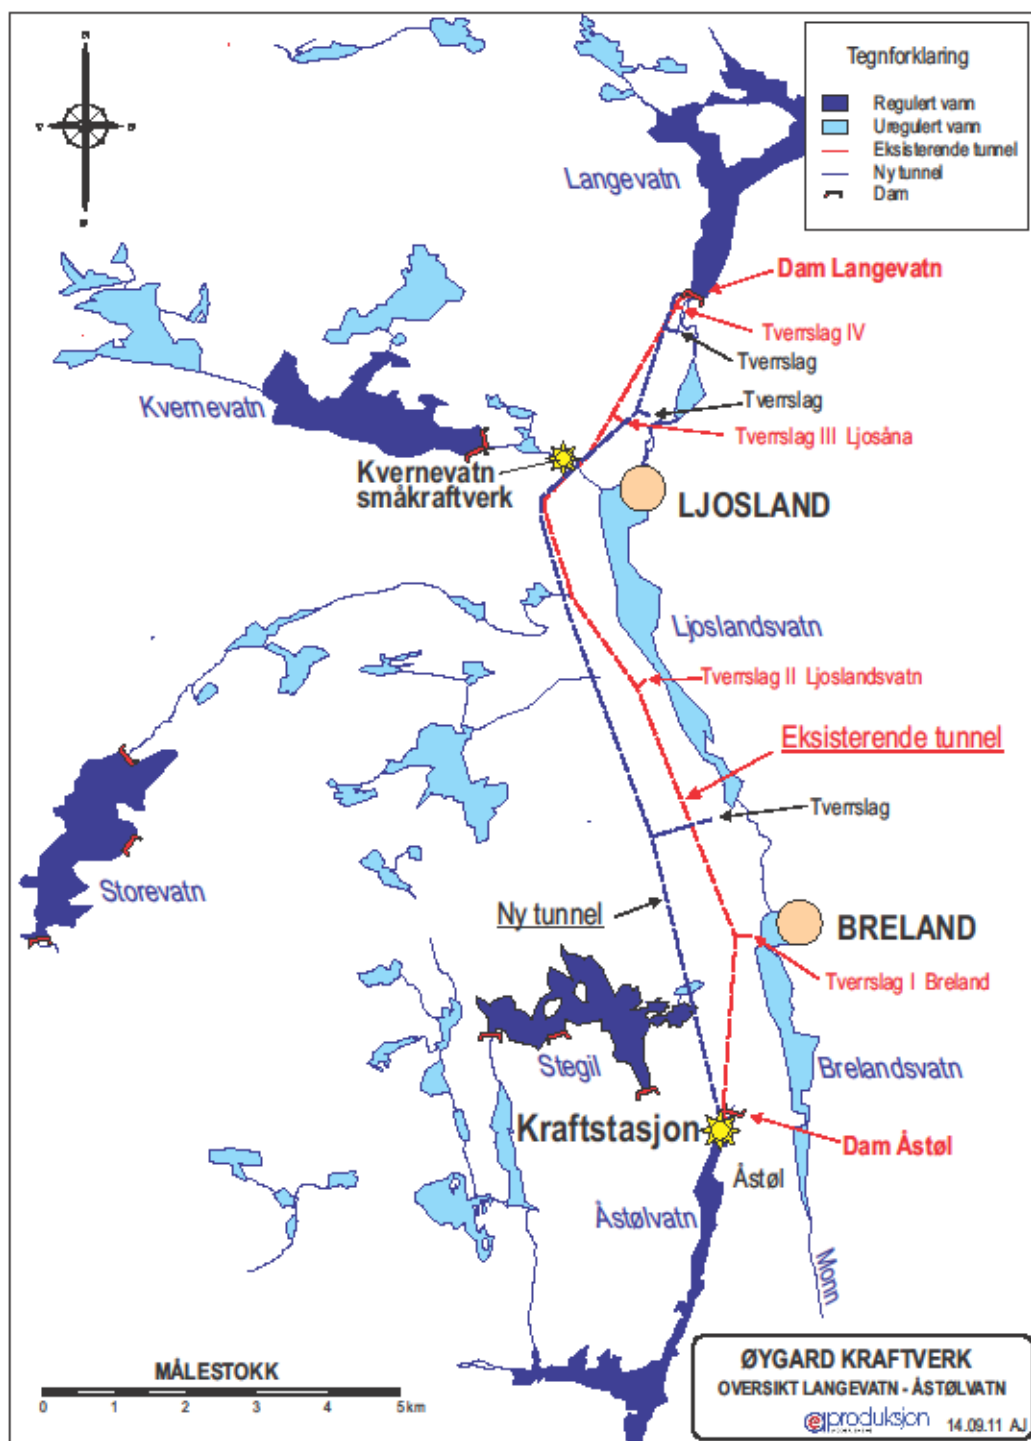 Tegnforklaring
Regulert vann
Uregulert vann
Eksisterende tunnel
Ny tunnel
Dam
Langevatn
Dam Langevatn
Tverrslag IV
Tverrslag
Kvernevatn
Tverrslag
Tverrslag III Ljosåna
Kvernevatn
småkraftverk
LJOSLAND
Ljoslandsvatn
Tverrslag II Ljoslandsvatn
Eksisterende tunnel
Tverrslag
Storevatn
Ny tunnel
BRELAND
Tverrslag I Breland
Stegil
Brelandsvatn
Kraftstasjon
Dam Åstøl
Åstøl
Åstølvatn
Monn
MÅLESTOKK
0 1 2 3 4 5km
ØYGARD KRAFTVERK
OVERSIKT LANGEVATN - ÅSTØLVATN
produksjon 14.09.11 AJ